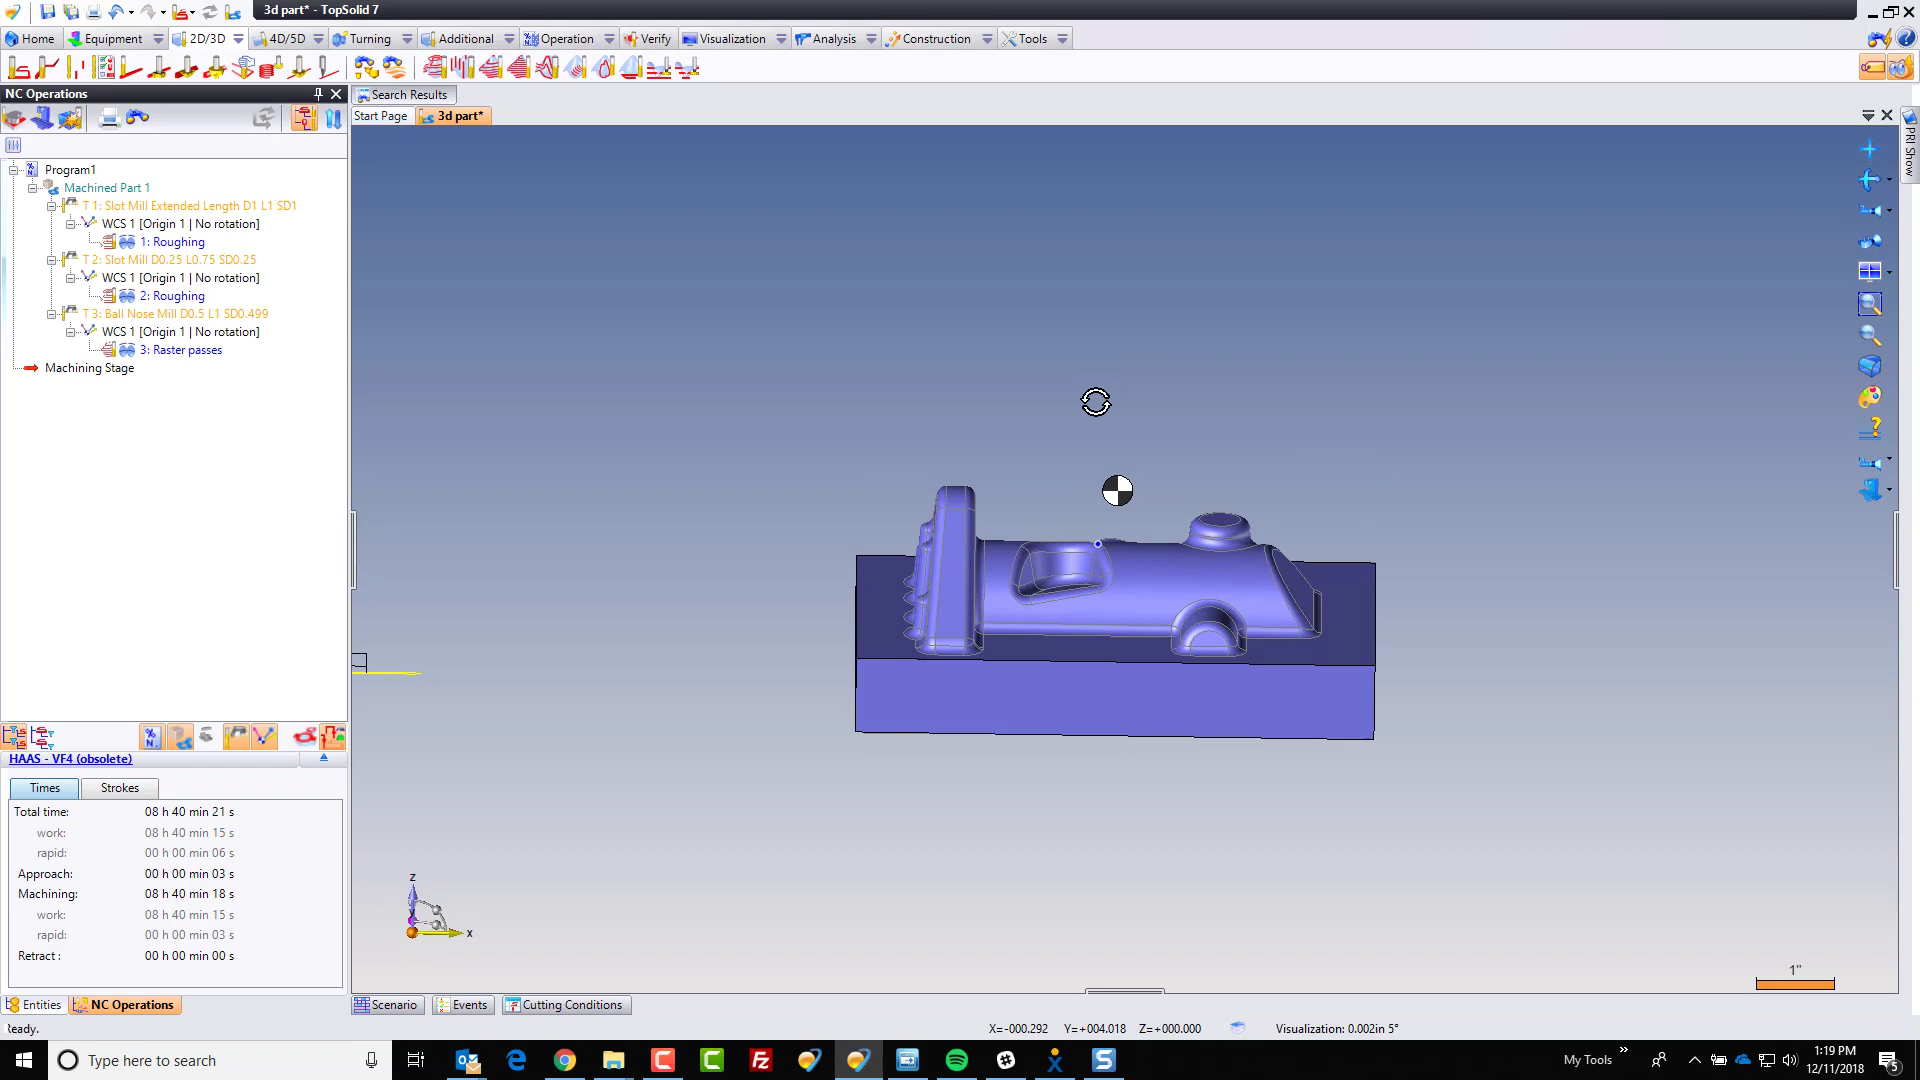 3d part* - TopSolid 7
Home Equipment 2D/3D 4D/5D Turning Additional Operation Verify Visualization Analysis Construction Tools
NC Operations
Search Results
Start Page 3d part*
PRI Show
Program1
Machined Part 1
T 1: Slot Mill Extended Length D1 L1 SD1
WCS 1 [Origin 1 | No rotation]
1: Roughing
T 2: Slot Mill D0.25 L0.75 SD0.25
WCS 1 [Origin 1 | No rotation]
2: Roughing
T 3: Ball Nose Mill D0.5 L1 SD0.499
WCS 1 [Origin 1 | No rotation]
3: Raster passes
Machining Stage
HAAS - VF4 (obsolete)
Times Strokes
Total time: 08 h 40 min 21 s
work: 08 h 40 min 15 s
rapid: 00 h 00 min 06 s
Approach: 00 h 00 min 03 s
Machining: 08 h 40 min 18 s
work: 08 h 40 min 15 s
rapid: 00 h 00 min 03 s
Retract : 00 h 00 min 00 s
z
x
1"
Entities NC Operations
Scenario Events Cutting Conditions
Ready.
X=-000.292 Y=+004.018 Z=+000.000 Visualization: 0.002in 5°
Type here to search
My Tools
1:19 PM
12/11/2018
5